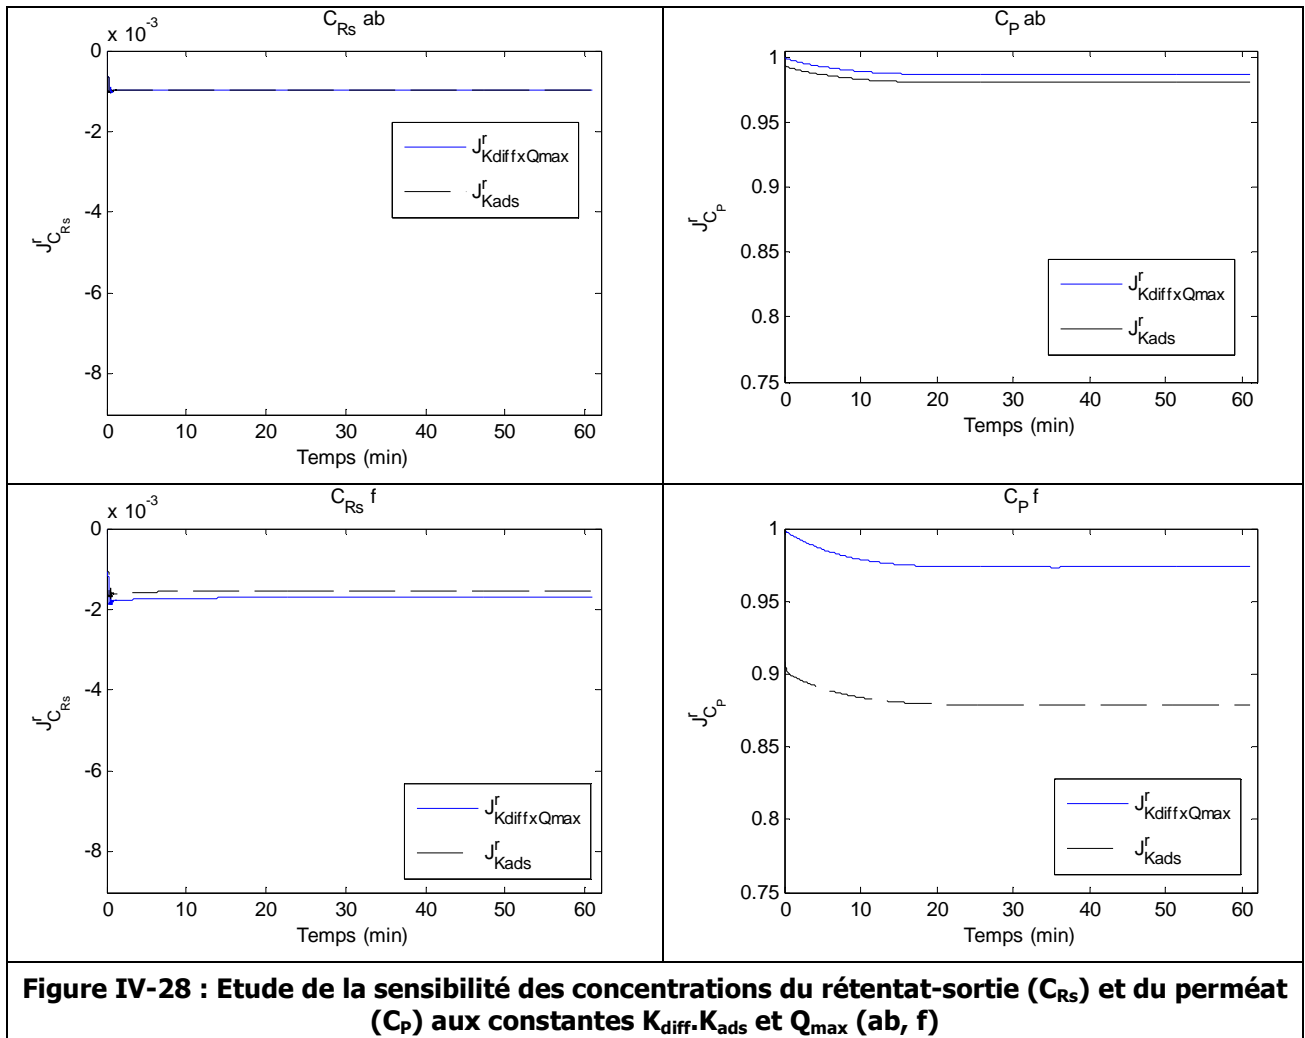 C_Rs ab
x 10^-3
0
-2
-4
-6
-8
J^r_C_Rs
J^r_KdiffxQmax
J^r_Kads
0 10 20 30 40 50 60
Temps (min)
C_P ab
1
0.95
0.9
0.85
0.8
0.75
J^r_C_P
J^r_KdiffxQmax
J^r_Kads
0 10 20 30 40 50 60
Temps (min)
C_Rs f
x 10^-3
0
-2
-4
-6
-8
J^r_C_Rs
J^r_KdiffxQmax
J^r_Kads
0 10 20 30 40 50 60
Temps (min)
C_P f
1
0.95
0.9
0.85
0.8
0.75
J^r_C_P
J^r_KdiffxQmax
J^r_Kads
0 10 20 30 40 50 60
Temps (min)
Figure IV-28 : Etude de la sensibilité des concentrations du rétentat-sortie (C_Rs) et du perméat
(C_P) aux constantes K_diff.K_ads et Q_max (ab, f)